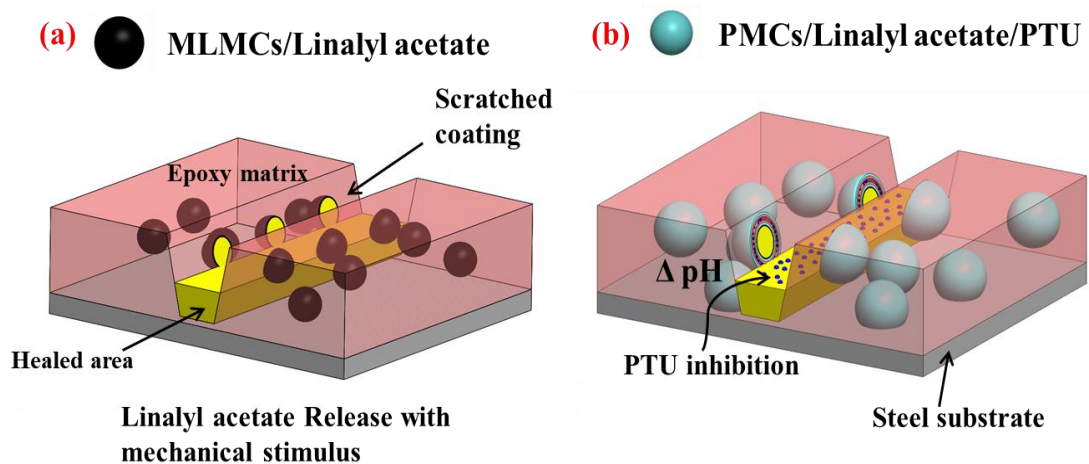 (a) MLMCs/Linalyl acetate
Scratched
coating
Epoxy matrix
Healed area
Linalyl acetate Release with
mechanical stimulus
(b) PMCs/Linalyl acetate/PTU
Δ pH
PTU inhibition
Steel substrate